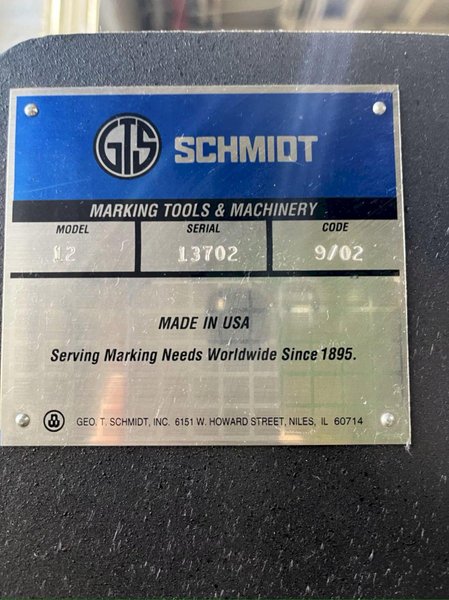 GTS SCHMIDT
MARKING TOOLS & MACHINERY
MODEL SERIAL CODE
12 13702 9/02
MADE IN USA
Serving Marking Needs Worldwide Since 1895.
GEO. T. SCHMIDT, INC. 6151 W. HOWARD STREET, NILES, IL 60714